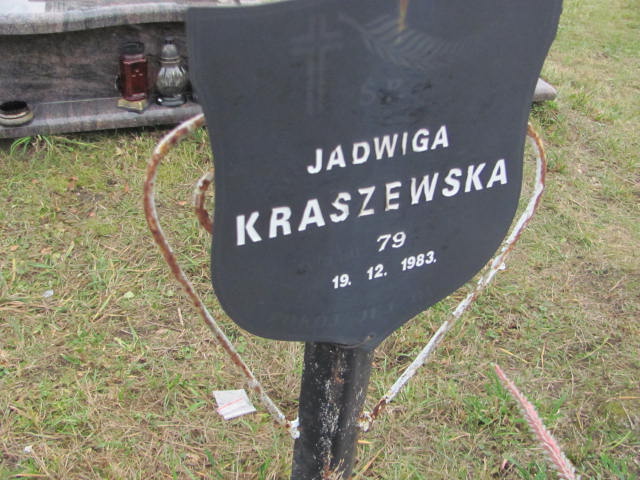 JADWIGA
KRASZEWSKA
79
19. 12. 1983.